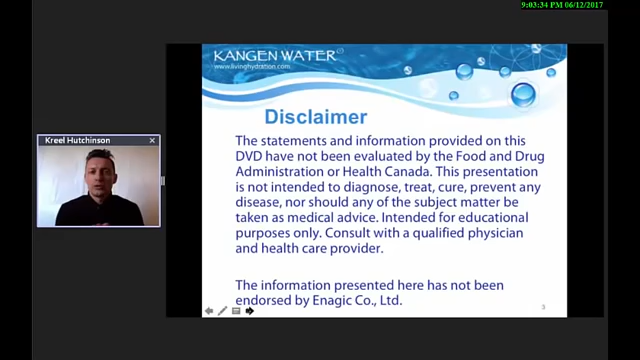 9:03:34 PM 06/12/2017
KANGEN WATER®
www.livinghydration.com
Disclaimer
Kreel Hutchinson
The statements and information provided on this
DVD have not been evaluated by the Food and Drug
Administration or Health Canada. This presentation
is not intended to diagnose, treat, cure, prevent any
disease, nor should any of the subject matter be
taken as medical advice. Intended for educational
purposes only. Consult with a qualified physician
and health care provider.
The information presented here has not been
endorsed by Enagic Co., Ltd.
3